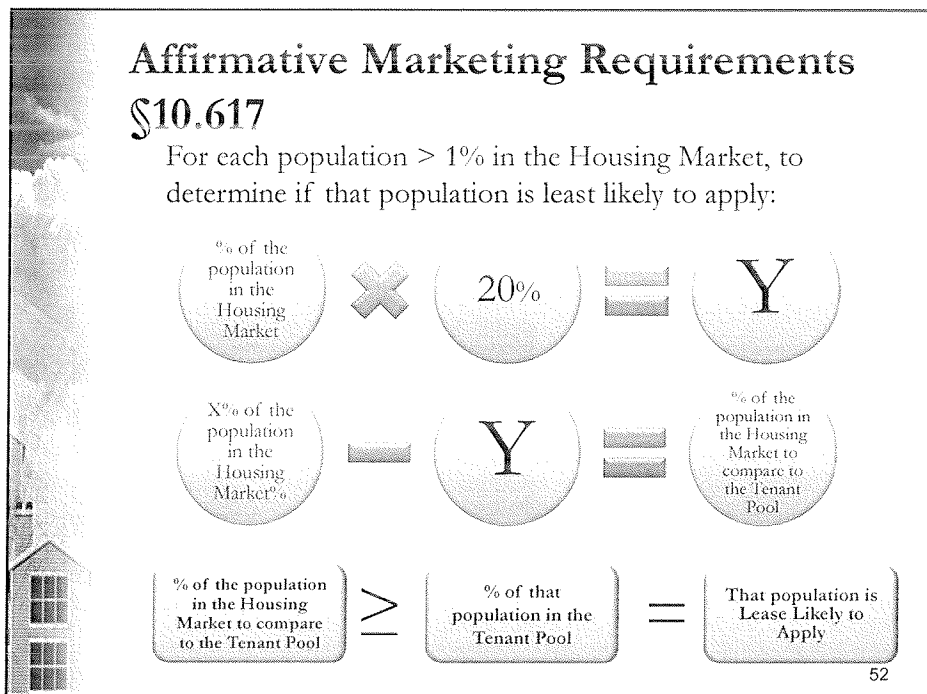 Affirmative Marketing Requirements
§10.617
For each population > 1% in the Housing Market, to
determine if that population is least likely to apply:
% of the
population
in the
Housing
Market
20%
Y
X% of the
population
in the
Housing
Market%
Y
% of the
population in
the Housing
Market to
compare to
the Tenant
Pool
% of the population
in the Housing
Market to compare
to the Tenant Pool
≥
% of that
population in the
Tenant Pool
=
That population is
Lease Likely to
Apply
52